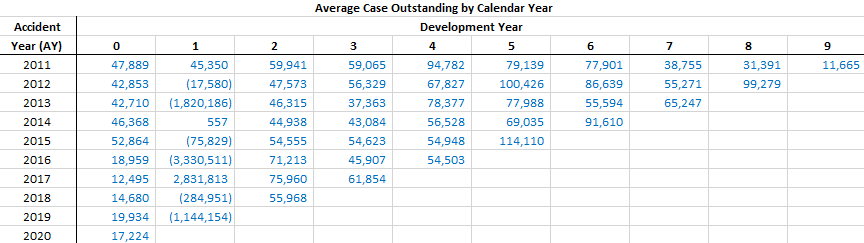 Average Case Outstanding by Calendar Year
Accident Development Year
Year (AY) 0 1 2 3 4 5 6 7 8 9
2011 47,889 45,350 59,941 59,065 94,782 79,139 77,901 38,755 31,391 11,665
2012 42,853 (17,580) 47,573 56,329 67,827 100,426 86,639 55,271 99,279
2013 42,710 (1,820,186) 46,315 37,363 78,377 77,988 55,594 65,247
2014 46,368 557 44,938 43,084 56,528 69,035 91,610
2015 52,864 (75,829) 54,555 54,623 54,948 114,110
2016 18,959 (3,330,511) 71,213 45,907 54,503
2017 12,495 2,831,813 75,960 61,854
2018 14,680 (284,951) 55,968
2019 19,934 (1,144,154)
2020 17,224